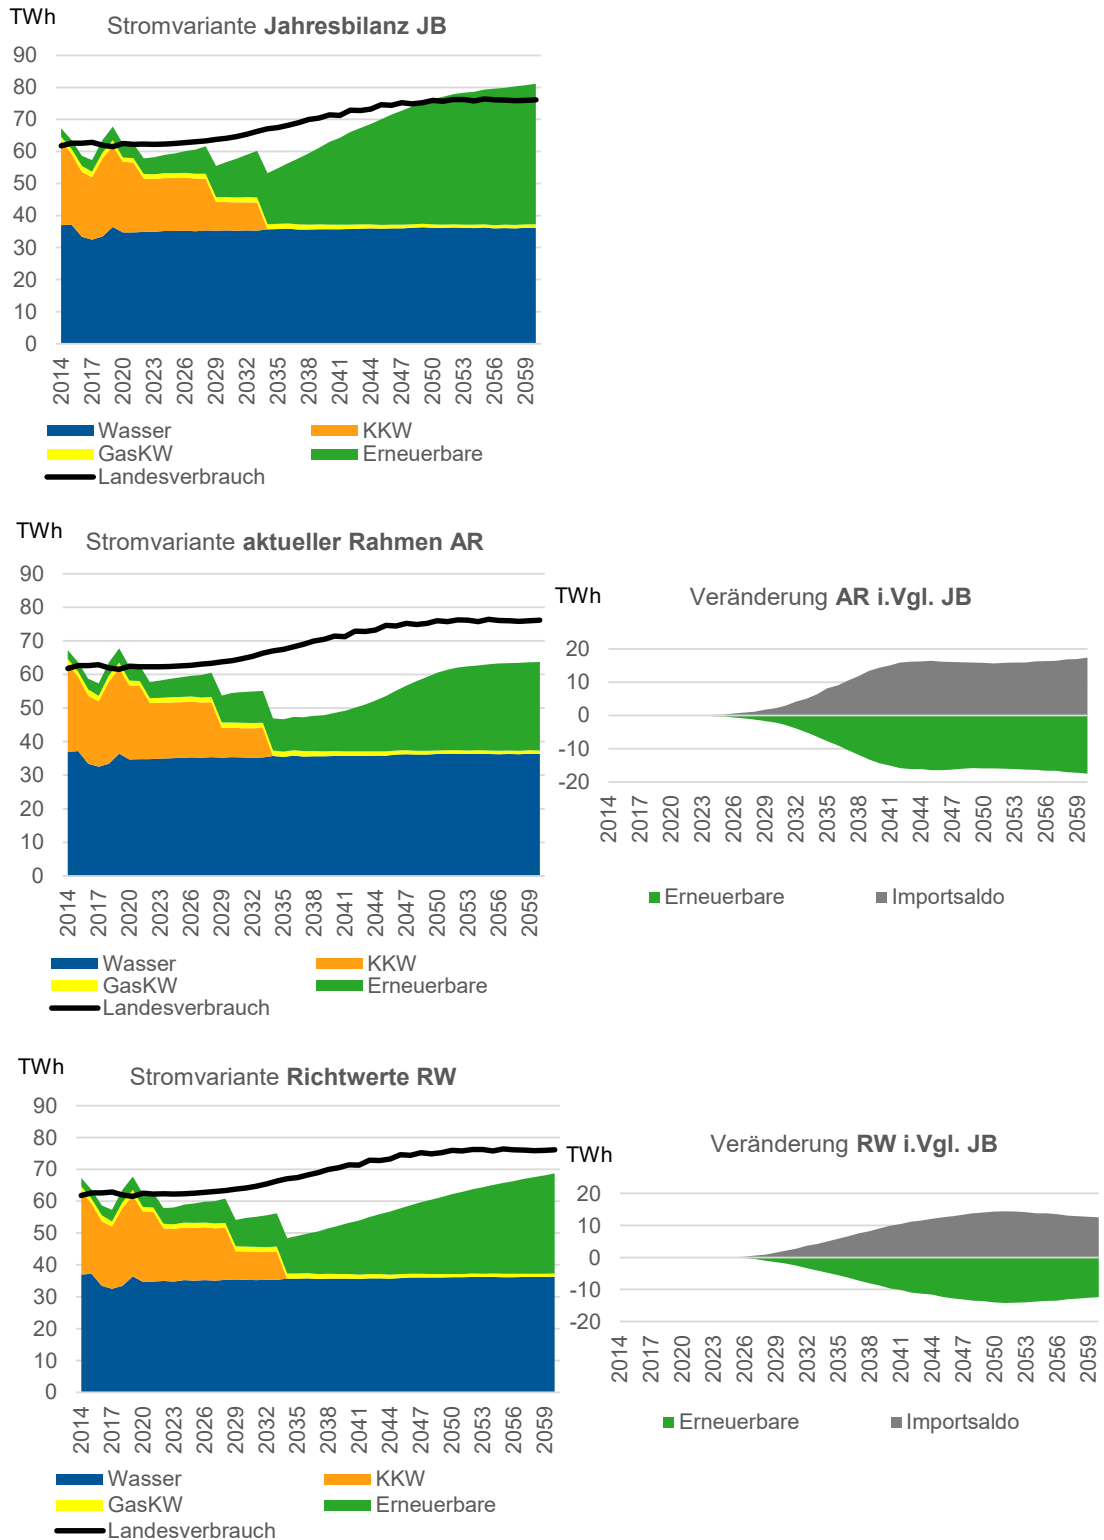 TWh
Stromvariante Jahresbilanz JB
90
80
70
60
50
40
30
20
10
0
2014 2017 2020 2023 2026 2029 2032 2035 2038 2041 2044 2047 2050 2053 2056 2059
Wasser KKW
GasKW Erneuerbare
Landesverbrauch
TWh
Stromvariante aktueller Rahmen AR
90
80
70
60
50
40
30
20
10
0
2014 2017 2020 2023 2026 2029 2032 2035 2038 2041 2044 2047 2050 2053 2056 2059
Wasser KKW
GasKW Erneuerbare
Landesverbrauch
TWh
Veränderung AR i.Vgl. JB
20
10
0
-10
-20
2014 2017 2020 2023 2026 2029 2032 2035 2038 2041 2044 2047 2050 2053 2056 2059
Erneuerbare Importsaldo
TWh
Stromvariante Richtwerte RW
90
80
70
60
50
40
30
20
10
0
2014 2017 2020 2023 2026 2029 2032 2035 2038 2041 2044 2047 2050 2053 2056 2059
Wasser KKW
GasKW Erneuerbare
Landesverbrauch
TWh
Veränderung RW i.Vgl. JB
20
10
0
-10
-20
2014 2017 2020 2023 2026 2029 2032 2035 2038 2041 2044 2047 2050 2053 2056 2059
Erneuerbare Importsaldo